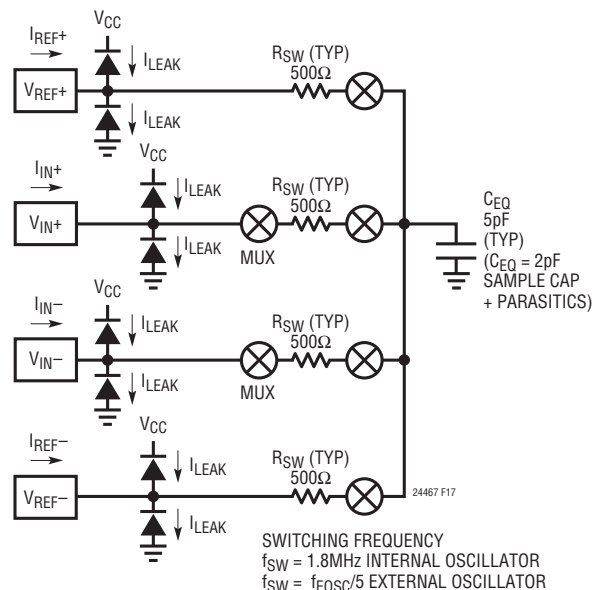 VCC
IREF+
ILEAK
RSW (TYP)
500Ω
VREF+
ILEAK
VCC
IIN+
ILEAK
RSW (TYP)
500Ω
VIN+
ILEAK
MUX
CEQ
5pF
(TYP)
(CEQ = 2pF
SAMPLE CAP
+ PARASITICS)
VCC
IIN–
ILEAK
RSW (TYP)
500Ω
VIN–
ILEAK
MUX
VCC
IREF–
ILEAK
RSW (TYP)
500Ω
VREF–
ILEAK
24467 F17
SWITCHING FREQUENCY
fSW = 1.8MHz INTERNAL OSCILLATOR
fSW = fEOSC/5 EXTERNAL OSCILLATOR